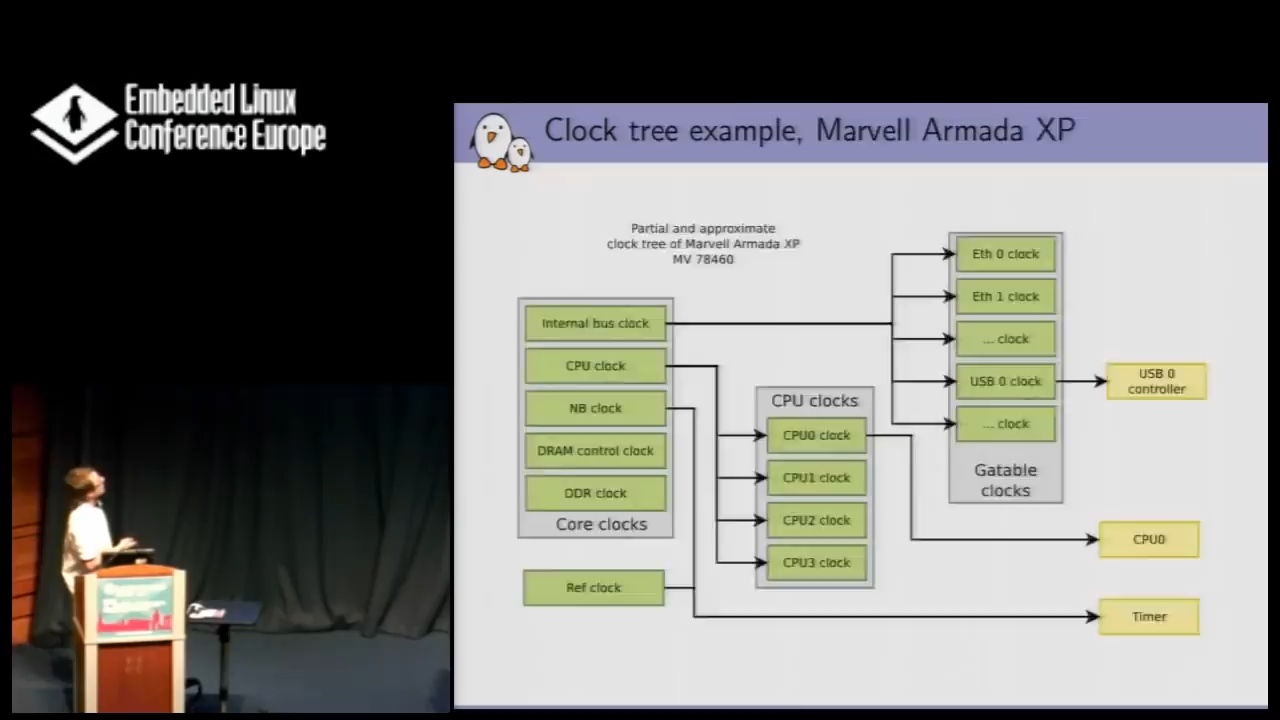 Embedded Linux
Conference Europe
Clock tree example, Marvell Armada XP
Partial and approximate
clock tree of Marvell Armada XP
MV 78460
Internal bus clock
CPU clock
NB clock
DRAM control clock
DDR clock
Core clocks
Ref clock
CPU clocks
CPU0 clock
CPU1 clock
CPU2 clock
CPU3 clock
Eth 0 clock
Eth 1 clock
... clock
USB 0 clock
... clock
Gatable
clocks
USB 0
controller
CPU0
Timer